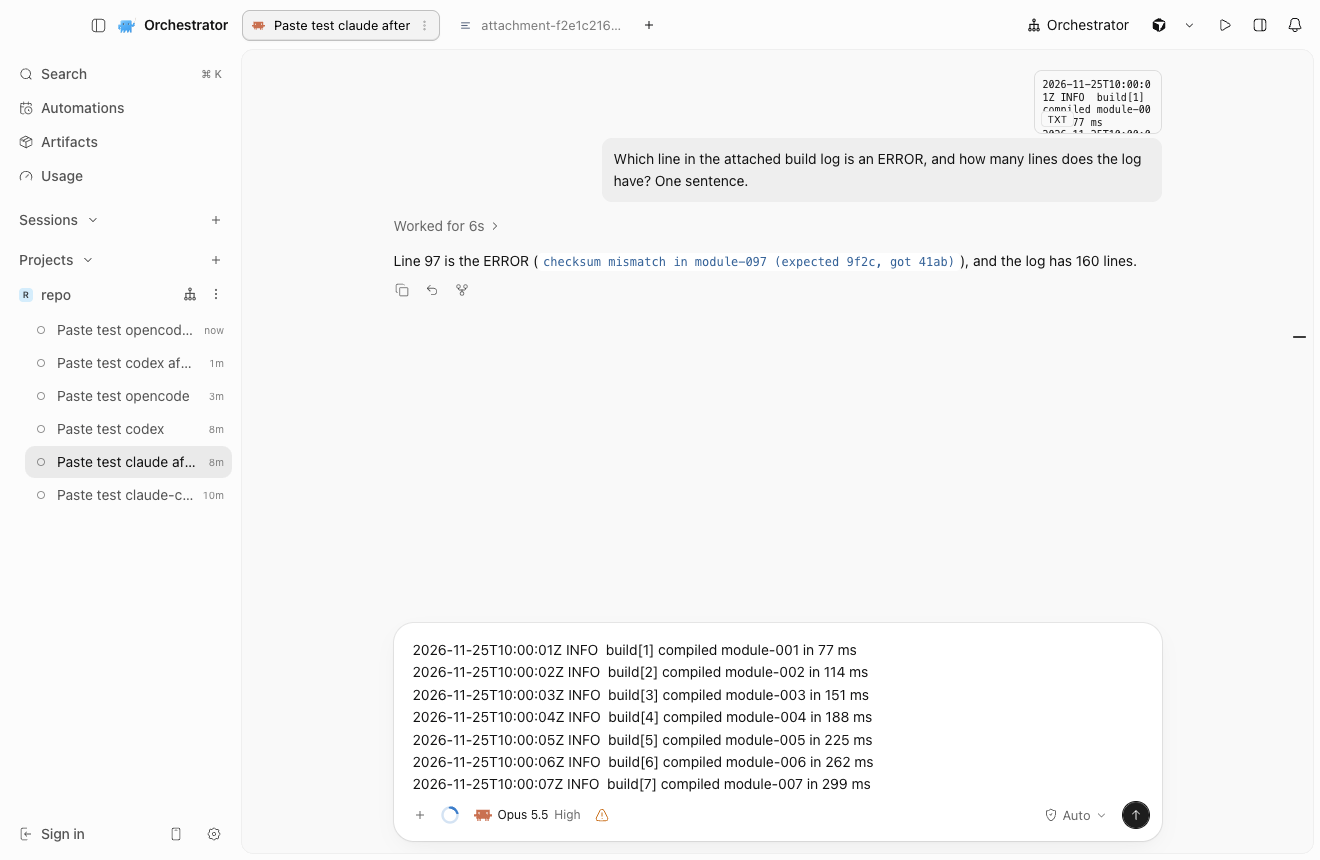 Orchestrator
Paste test claude after
attachment-f2e1c216...
Orchestrator
Search
⌘ K
Automations
Artifacts
Usage
Sessions
Projects
R repo
Paste test opencod... now
Paste test codex af... 1m
Paste test opencode 3m
Paste test codex 8m
Paste test claude af... 8m
Paste test claude-c... 10m
Sign in
2026-11-25T10:00:0
1Z INFO  build[1]
compiled module-00
TXT 77 ms
2026-11-25T10:00:0
Which line in the attached build log is an ERROR, and how many lines does the log
have? One sentence.
Worked for 6s
Line 97 is the ERROR ( checksum mismatch in module-097 (expected 9f2c, got 41ab) ), and the log has 160 lines.
2026-11-25T10:00:01Z INFO  build[1] compiled module-001 in 77 ms
2026-11-25T10:00:02Z INFO  build[2] compiled module-002 in 114 ms
2026-11-25T10:00:03Z INFO  build[3] compiled module-003 in 151 ms
2026-11-25T10:00:04Z INFO  build[4] compiled module-004 in 188 ms
2026-11-25T10:00:05Z INFO  build[5] compiled module-005 in 225 ms
2026-11-25T10:00:06Z INFO  build[6] compiled module-006 in 262 ms
2026-11-25T10:00:07Z INFO  build[7] compiled module-007 in 299 ms
Opus 5.5 High
Auto